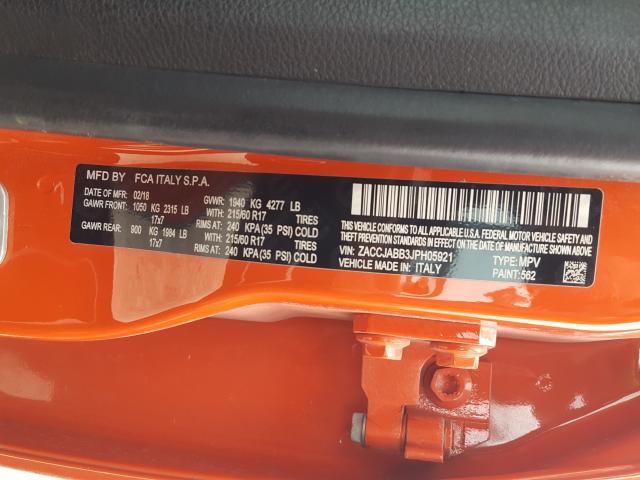 MFD BY FCA ITALY S.P.A.
DATE OF MFR: 02/18 GVWR: 1940 KG 4277 LB
GAWR FRONT: 1050 KG 2315 LB WITH: 215/60 R17 TIRES
17x7 RIMS AT: 240 KPA (35 PSI) COLD
GAWR REAR: 900 KG 1984 LB WITH: 215/60 R17 TIRES
17x7 RIMS AT: 240 KPA (35 PSI) COLD
THIS VEHICLE CONFORMS TO ALL APPLICABLE U.S.A. FEDERAL MOTOR VEHICLE SAFETY
BUMPER AND THEFT PREVENTION STANDARDS IN EFFECT ON THE DATE OF MANUFACTURE SHOWN ABOVE.
VIN: ZACCJABB3JPH05921 TYPE: MPV
VEHICLE MADE IN: ITALY PAINT: 562